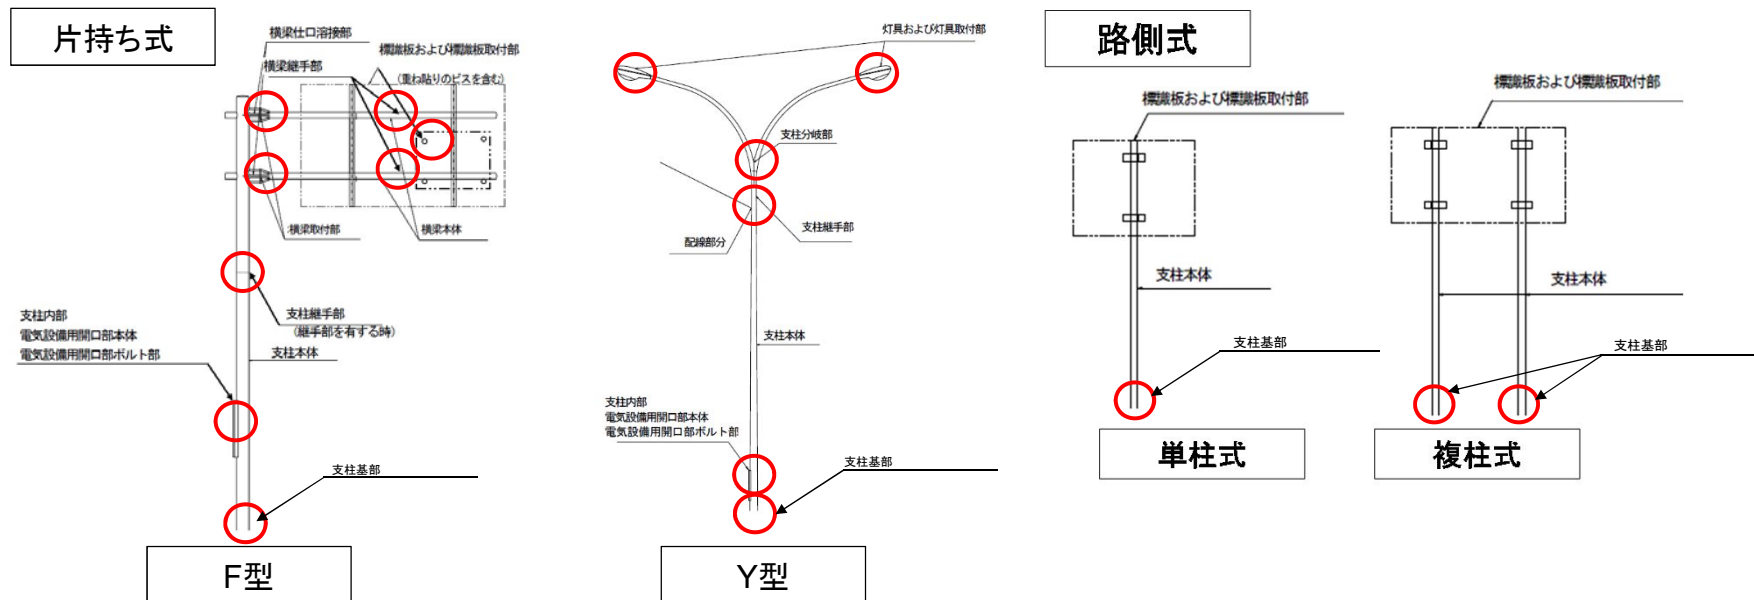 片持ち式
横梁仕口溶接部
標識板および標識板取付部
横梁継手部
(重ね貼りのビスを含む)
横梁取付部
横梁本体
支柱内部
電気設備用開口部本体
電気設備用開口部ボルト部
支柱継手部
(継手部を有する時)
支柱本体
支柱基部
F型
灯具および灯具取付部
支柱分岐部
配線部分
支柱継手部
支柱本体
支柱内部
電気設備用開口部本体
電気設備用開口部ボルト部
支柱基部
Y型
路側式
標識板および標識板取付部
支柱本体
支柱基部
単柱式
標識板および標識板取付部
支柱本体
支柱基部
複柱式